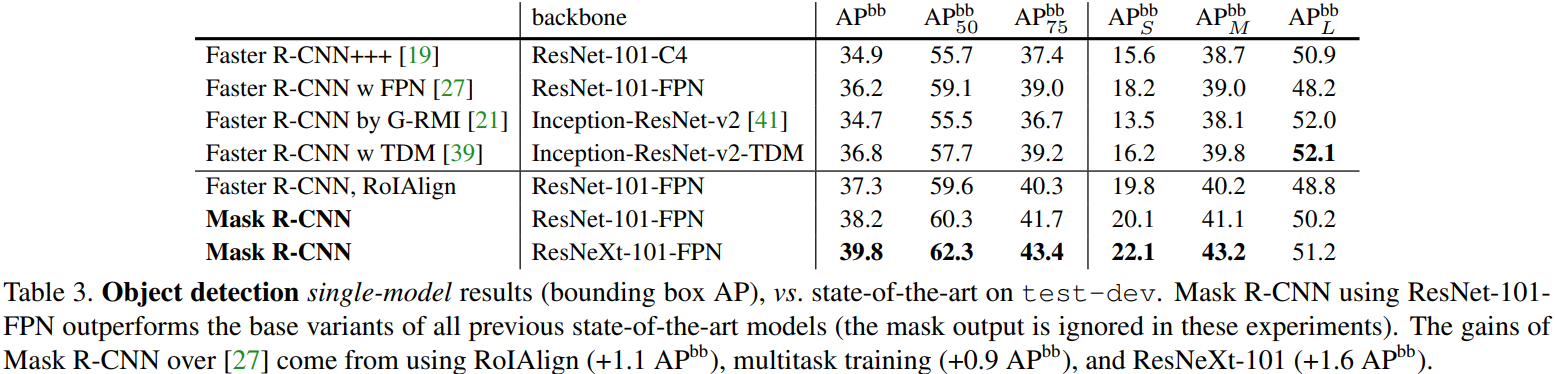 backbone AP^bb AP^bb_50 AP^bb_75 AP^bb_S AP^bb_M AP^bb_L
Faster R-CNN+++ [19] ResNet-101-C4 34.9 55.7 37.4 15.6 38.7 50.9
Faster R-CNN w FPN [27] ResNet-101-FPN 36.2 59.1 39.0 18.2 39.0 48.2
Faster R-CNN by G-RMI [21] Inception-ResNet-v2 [41] 34.7 55.5 36.7 13.5 38.1 52.0
Faster R-CNN w TDM [39] Inception-ResNet-v2-TDM 36.8 57.7 39.2 16.2 39.8 52.1
Faster R-CNN, RoIAlign ResNet-101-FPN 37.3 59.6 40.3 19.8 40.2 48.8
Mask R-CNN ResNet-101-FPN 38.2 60.3 41.7 20.1 41.1 50.2
Mask R-CNN ResNeXt-101-FPN 39.8 62.3 43.4 22.1 43.2 51.2
Table 3. Object detection single-model results (bounding box AP), vs. state-of-the-art on test-dev. Mask R-CNN using ResNet-101-
FPN outperforms the base variants of all previous state-of-the-art models (the mask output is ignored in these experiments). The gains of
Mask R-CNN over [27] come from using RoIAlign (+1.1 AP^bb), multitask training (+0.9 AP^bb), and ResNeXt-101 (+1.6 AP^bb).